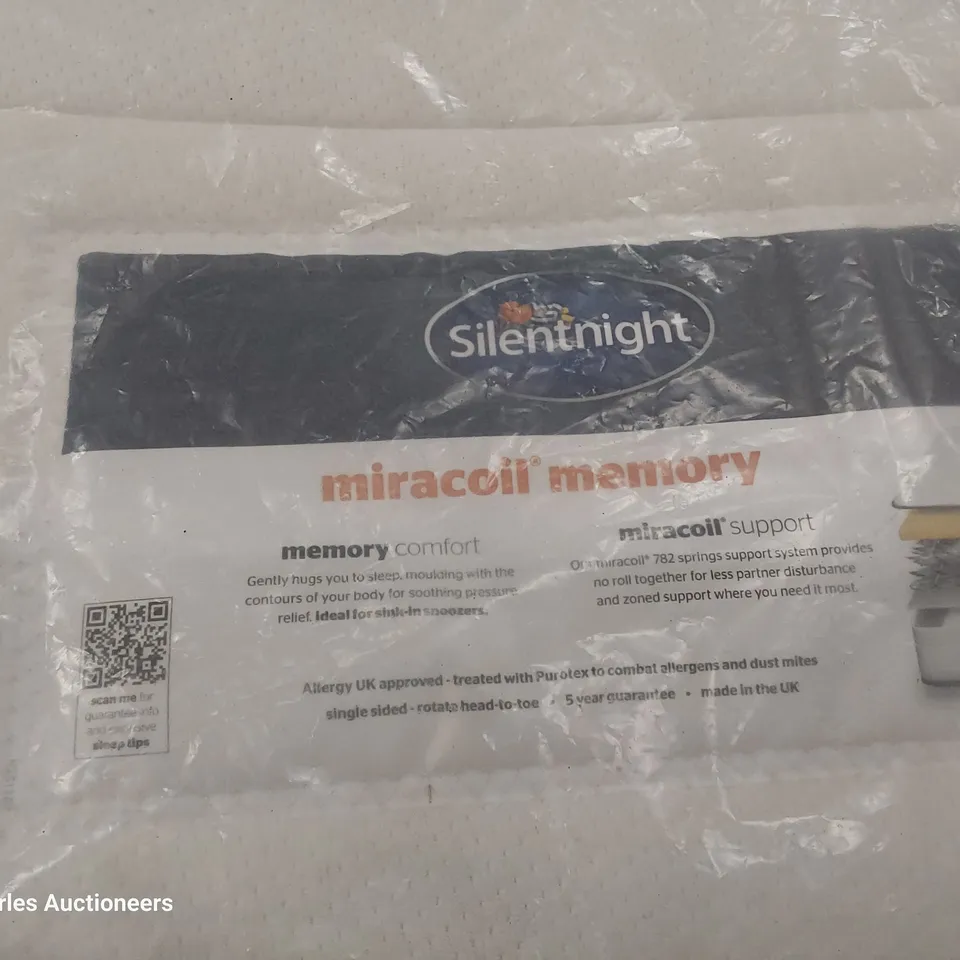 Silentnight
miracoil® memory
memory comfort
Gently hugs you to sleep, moulding with the
contours of your body for soothing pressure
relief. Ideal for sink-in snoozers.
miracoil® support
Our miracoil® 782 springs support system provides
no roll together for less partner disturbance
and zoned support where you need it most.
scan me for
guarantee info
and exclusive
sleep tips
Allergy UK approved - treated with Purotex to combat allergens and dust mites
single sided - rotate head-to-toe • 5 year guarantee • made in the UK
rles Auctioneers